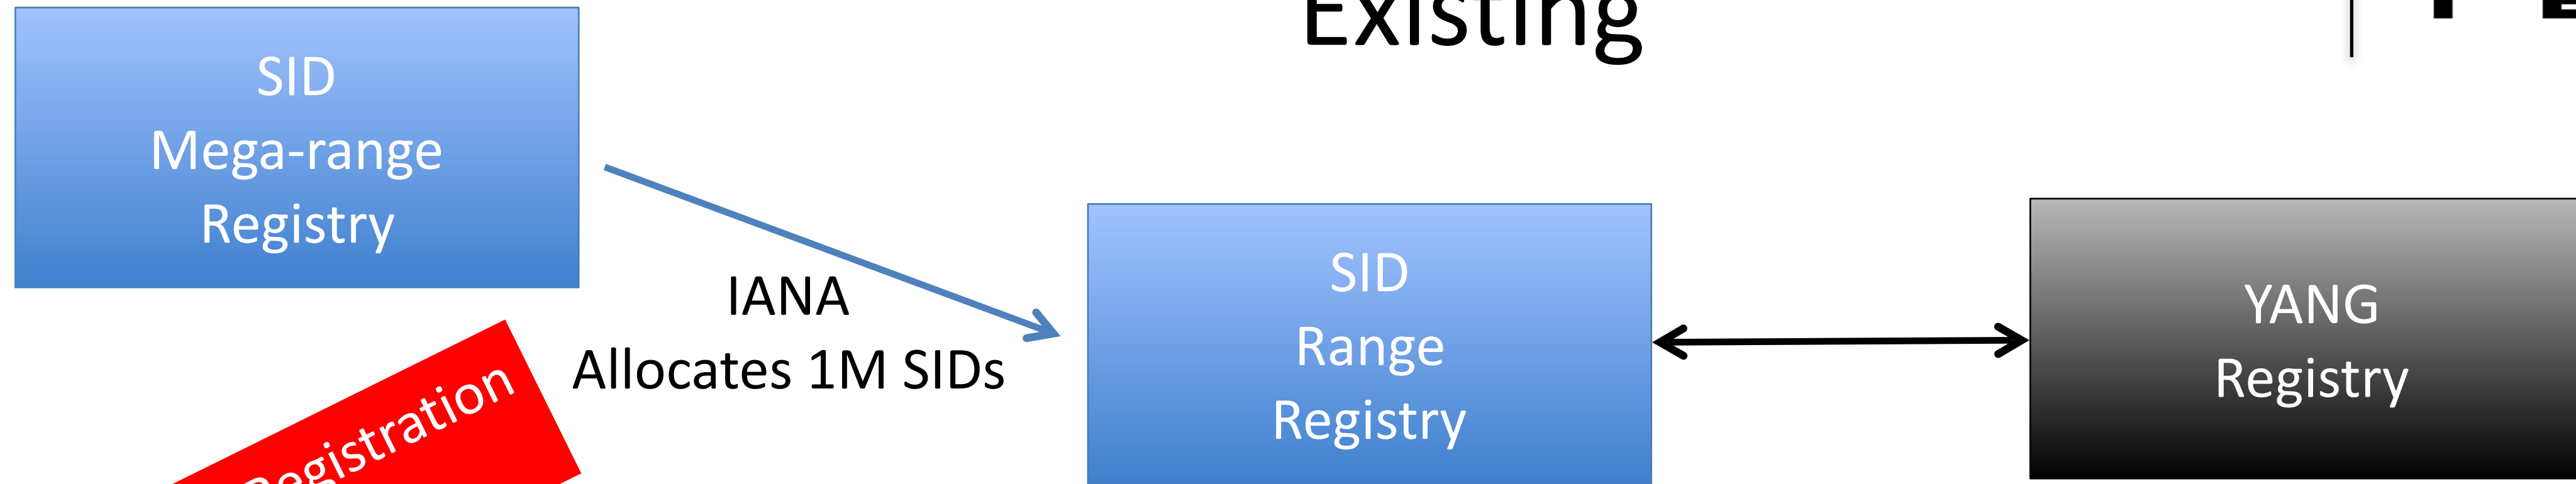 Existing
SID
Mega-range
Registry
IANA
Allocates 1M SIDs
SID
Range
Registry
YANG
Registry
Registration